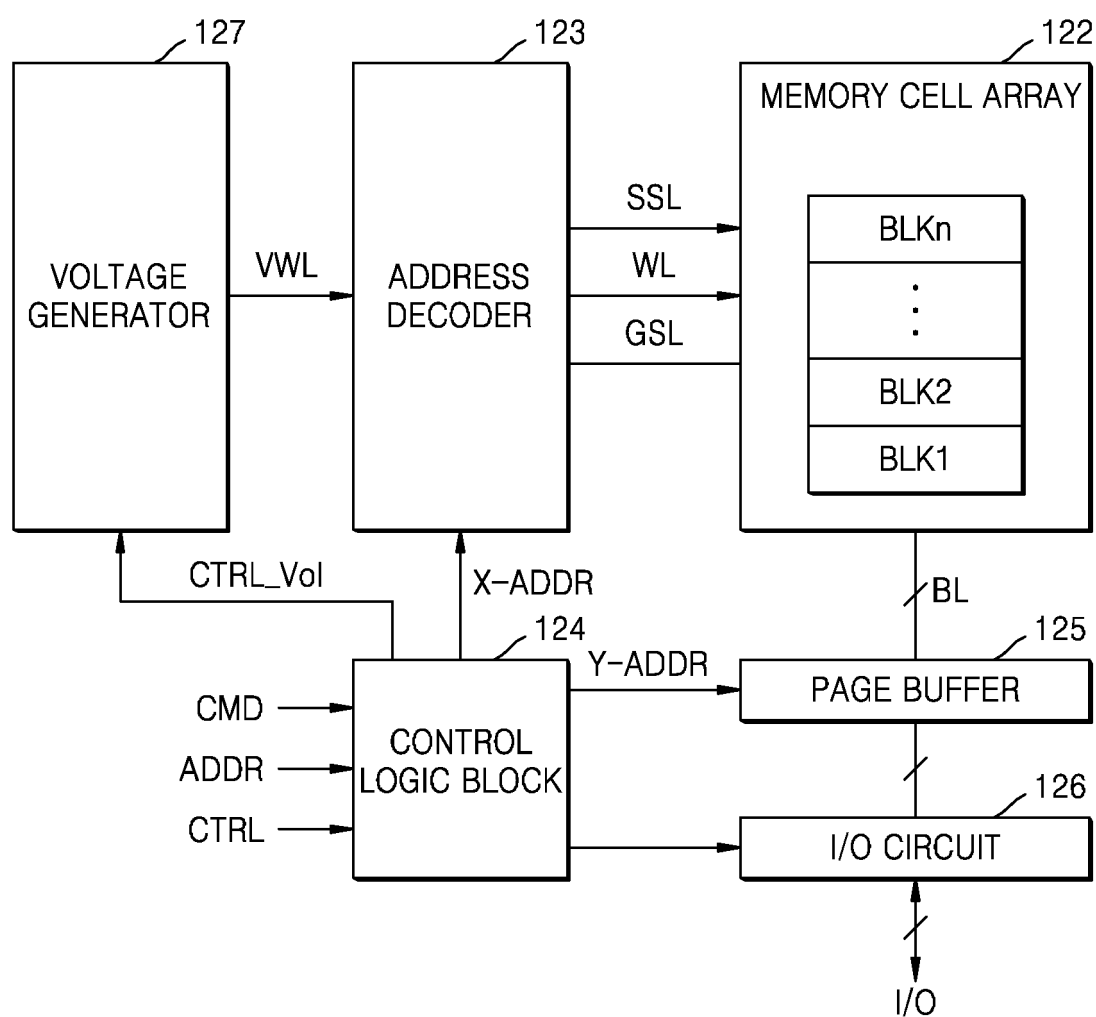 127
123
122
MEMORY CELL ARRAY
SSL
BLKn
VOLTAGE
GENERATOR
VWL
ADDRESS
DECODER
WL
GSL
BLK2
BLK1
CTRL_Vol
X-ADDR
BL
124
Y-ADDR
125
PAGE BUFFER
CMD
ADDR
CTRL
CONTROL
LOGIC BLOCK
126
I/O CIRCUIT
I/O